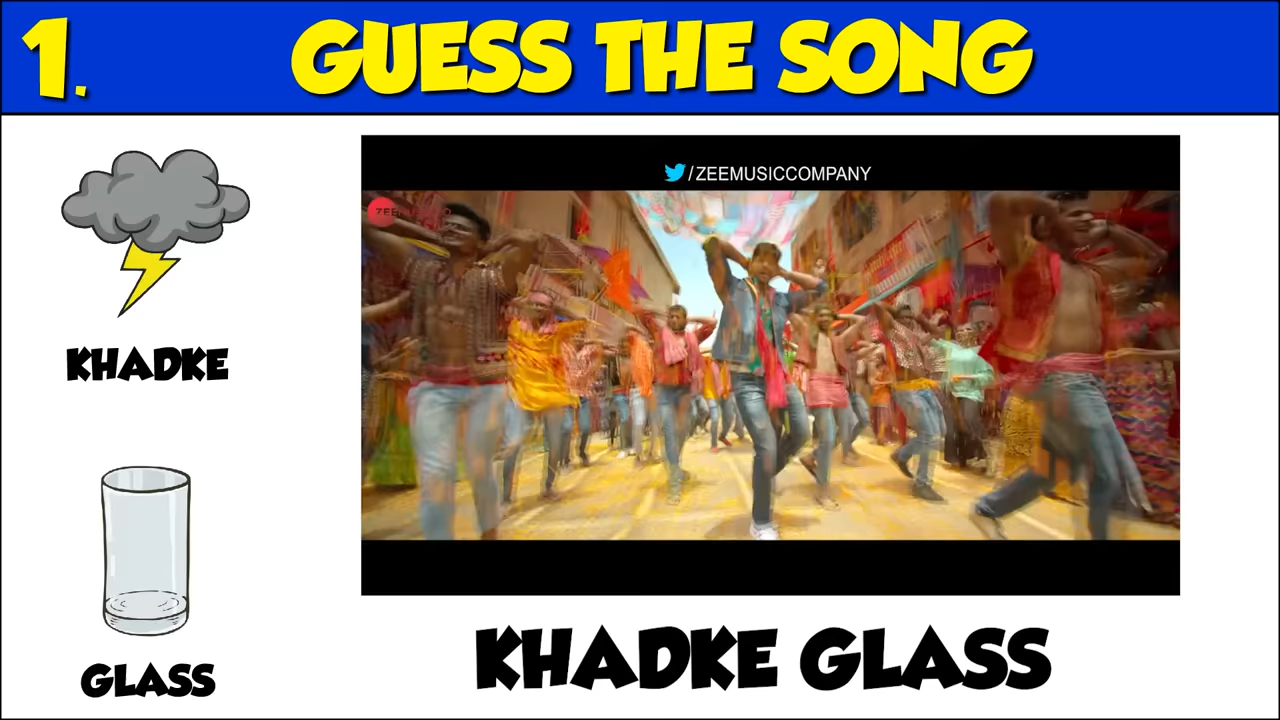 1. GUESS THE SONG
/ZEEMUSICCOMPANY
KHADKE
GLASS
KHADKE GLASS